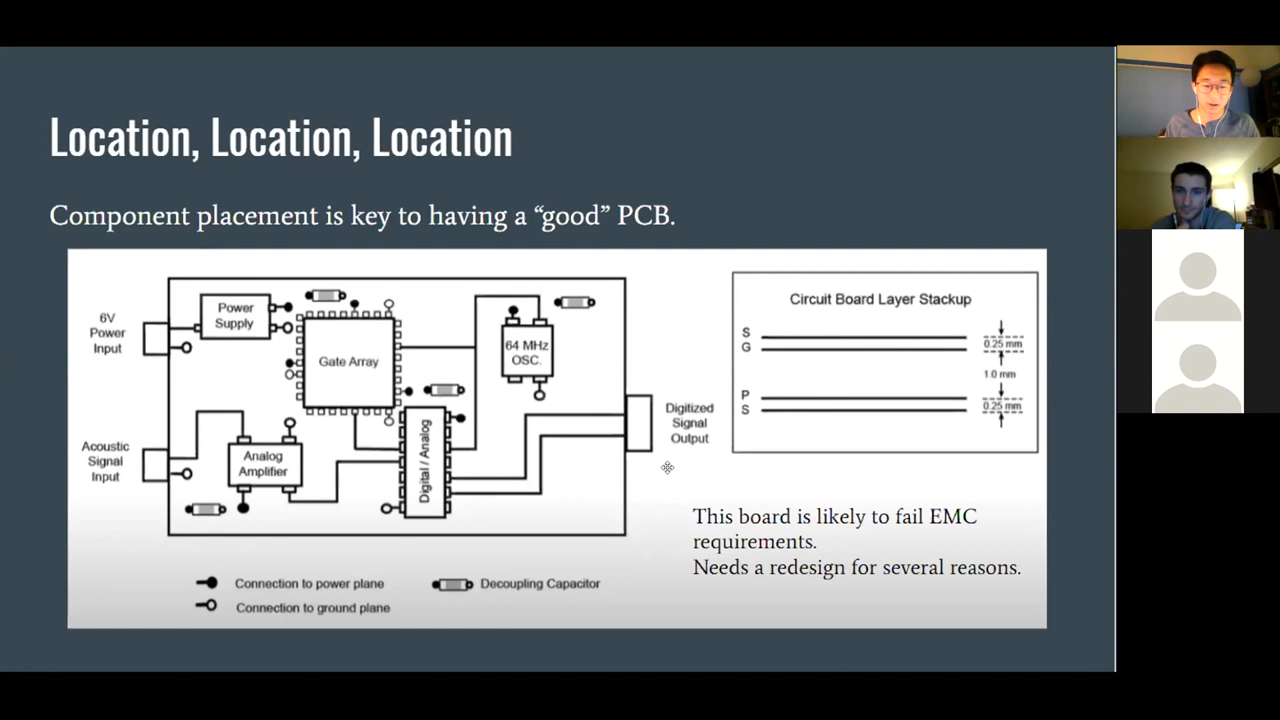 Location, Location, Location
Component placement is key to having a “good” PCB.
6V
Power
Input
Power
Supply
Gate Array
64 MHz
OSC.
Digitized
Signal
Output
Acoustic
Signal
Input
Analog
Amplifier
Digital / Analog
Connection to power plane
Connection to ground plane
Decoupling Capacitor
Circuit Board Layer Stackup
S
G
0.25 mm
1.0 mm
P
S
0.25 mm
This board is likely to fail EMC
requirements.
Needs a redesign for several reasons.